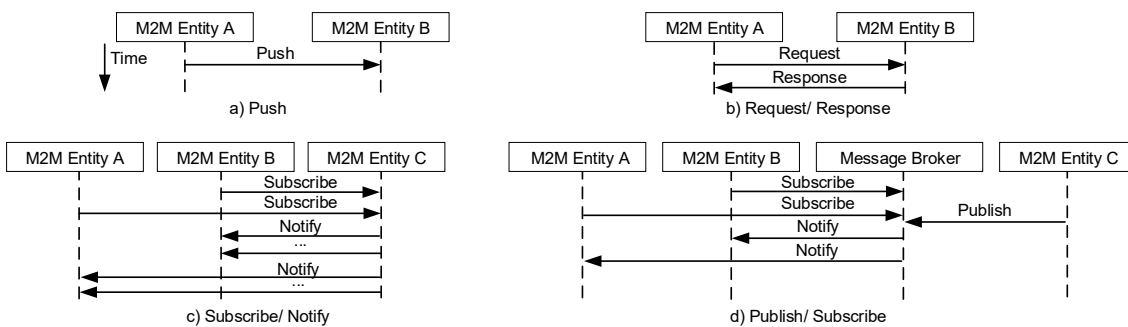 M2M Entity A
M2M Entity B
Time
Push
a) Push
M2M Entity A
M2M Entity B
Request
Response
b) Request/ Response
M2M Entity A
M2M Entity B
M2M Entity C
Subscribe
Subscribe
Notify
...
Notify
...
c) Subscribe/ Notify
M2M Entity A
M2M Entity B
Message Broker
M2M Entity C
Subscribe
Subscribe
Publish
Notify
Notify
d) Publish/ Subscribe